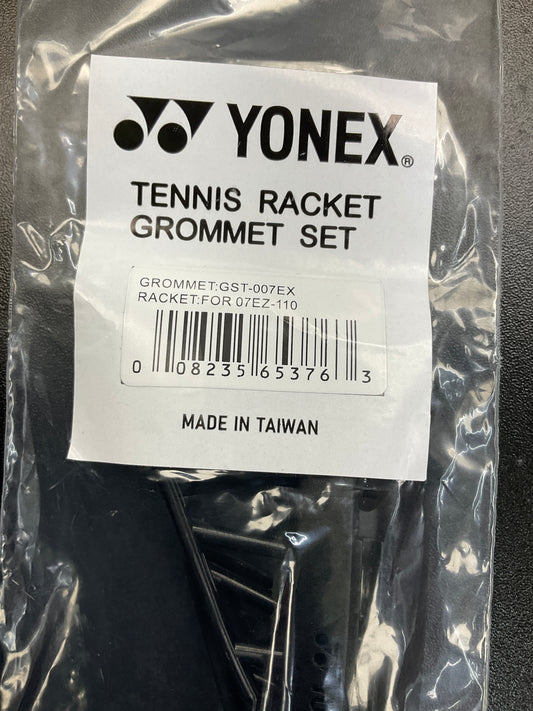 YONEX®
TENNIS RACKET
GROMMET SET
GROMMET:GST-007EX
RACKET:FOR 07EZ-110
0 08235 65376 3
MADE IN TAIWAN